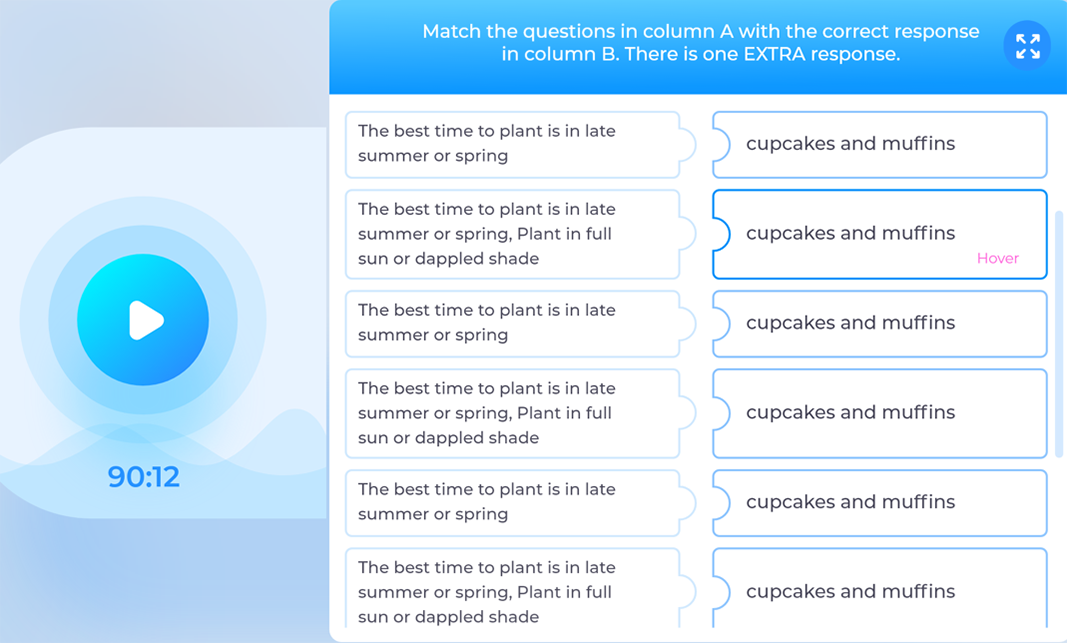 Match the questions in column A with the correct response
in column B. There is one EXTRA response.
The best time to plant is in late
summer or spring
cupcakes and muffins
The best time to plant is in late
summer or spring, Plant in full
sun or dappled shade
cupcakes and muffins
Hover
The best time to plant is in late
summer or spring
cupcakes and muffins
The best time to plant is in late
summer or spring, Plant in full
sun or dappled shade
cupcakes and muffins
The best time to plant is in late
summer or spring
cupcakes and muffins
The best time to plant is in late
summer or spring, Plant in full
sun or dappled shade
cupcakes and muffins
90:12